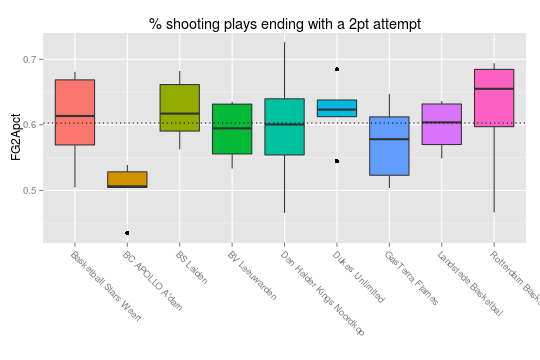 % shooting plays ending with a 2pt attempt
FG2Apct
0.7
0.6
0.5
Basketball Stars Weert
BC APOLLO A'dam
BS Leiden
BV Leeuwarden
Den Helder Kings Noordkop
Dukes Unlimited
GasTerra Flames
Landstede Basketbal
Rotterdam Bask